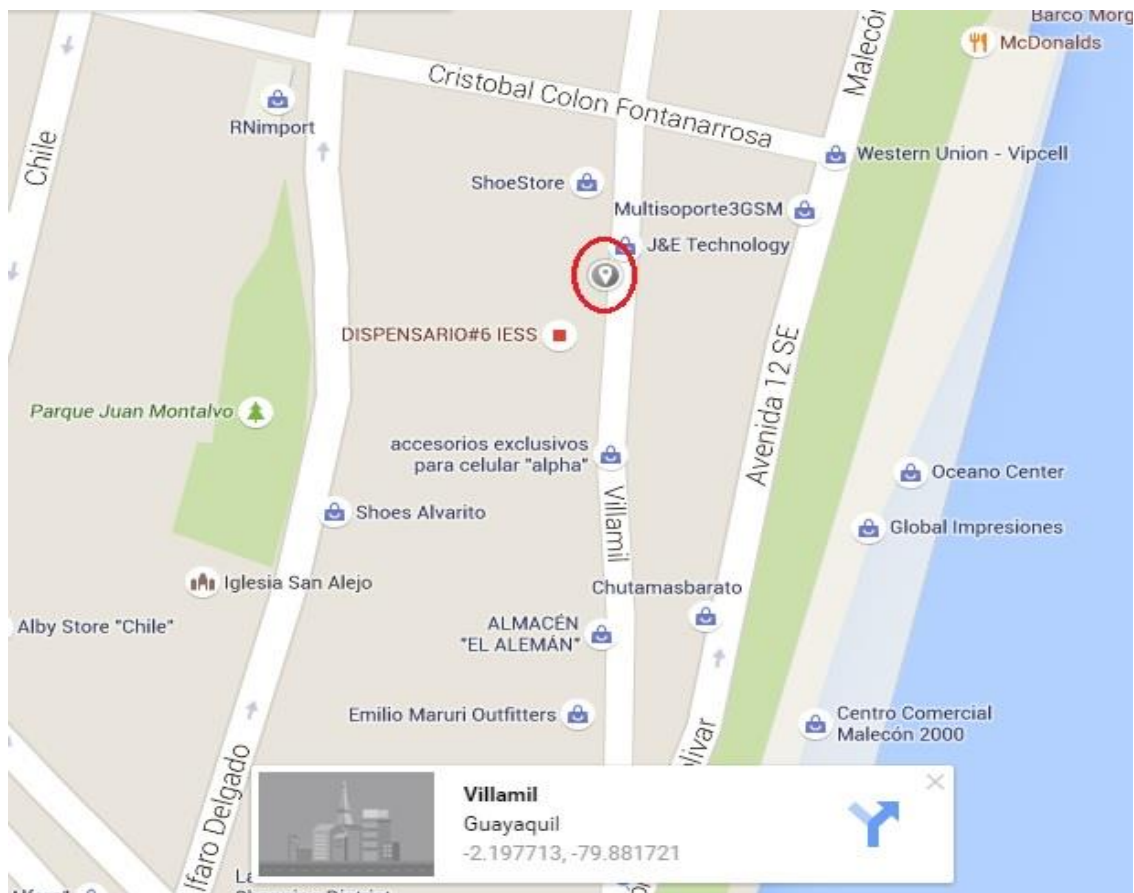 Barco Morg
McDonalds
Malecón
Cristobal Colon Fontanarrosa
RNimport
Chile
Western Union - Vipcell
ShoeStore
Multisoporte3GSM
J&E Technology
DISPENSARIO#6 IESS
Avenida 12 SE
Parque Juan Montalvo
accesorios exclusivos
para celular "alpha"
Oceano Center
Villamil
Shoes Alvarito
Global Impresiones
Iglesia San Alejo
Chutamasbarato
Alby Store "Chile"
ALMACÉN
"EL ALEMÁN"
Emilio Maruri Outfitters
Centro Comercial
Malecón 2000
olivar
lfaro Delgado
Villamil
Guayaquil
-2.197713, -79.881721